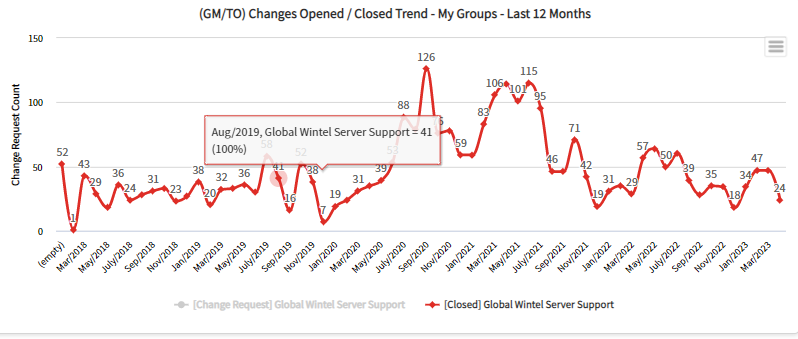 (GM/TO) Changes Opened / Closed Trend - My Groups - Last 12 Months
Change Request Count
150
100
50
0
52
1
43
29
36
24
31
23
38
20
32
36
58
41
16
52
38
7
19
31
39
53
88
126
59
83
106
101
115
95
46
71
42
19
31
29
57
50
39
35
18
34
47
24
Aug/2019, Global Wintel Server Support = 41
(100%)
(empty)
Mar/2018
May/2018
July/2018
Sep/2018
Nov/2018
Jan/2019
Mar/2019
May/2019
July/2019
Sep/2019
Nov/2019
Jan/2020
Mar/2020
May/2020
July/2020
Sep/2020
Nov/2020
Jan/2021
Mar/2021
May/2021
July/2021
Sep/2021
Nov/2021
Jan/2022
Mar/2022
May/2022
July/2022
Sep/2022
Nov/2022
Jan/2023
Mar/2023
[Change Request] Global Wintel Server Support
[Closed] Global Wintel Server Support